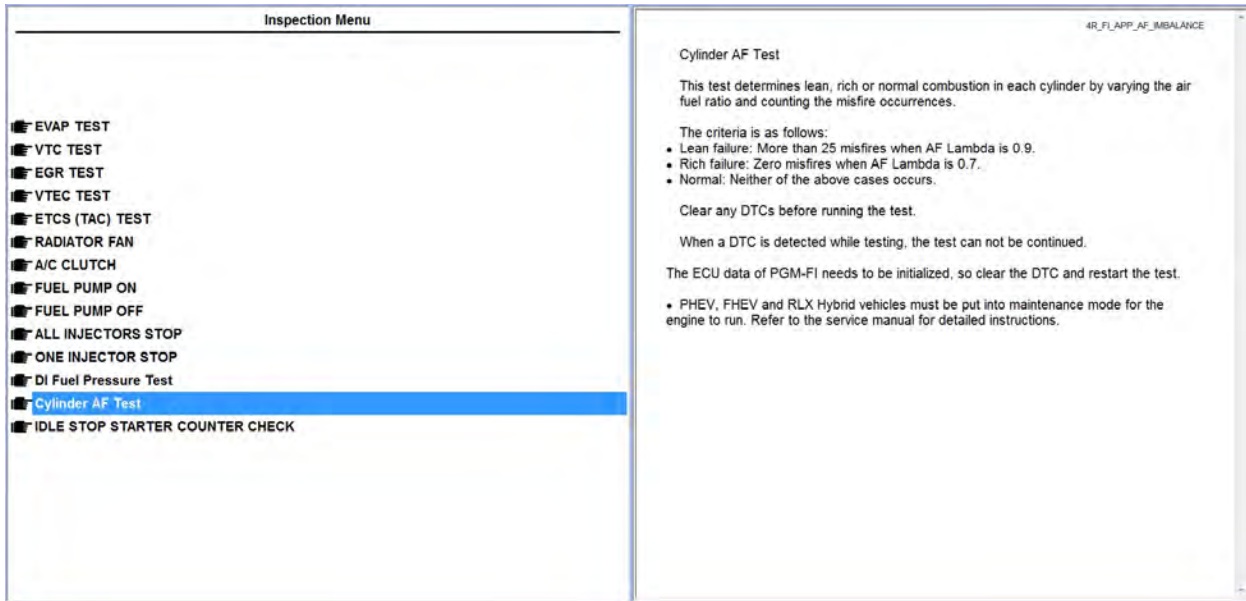 Inspection Menu
EVAP TEST
VTC TEST
EGR TEST
VTEC TEST
ETCS (TAC) TEST
RADIATOR FAN
A/C CLUTCH
FUEL PUMP ON
FUEL PUMP OFF
ALL INJECTORS STOP
ONE INJECTOR STOP
DI Fuel Pressure Test
Cylinder AF Test
IDLE STOP STARTER COUNTER CHECK
4R_FI_APP_AF_IMBALANCE
Cylinder AF Test
This test determines lean, rich or normal combustion in each cylinder by varying the air
fuel ratio and counting the misfire occurrences.
The criteria is as follows:
• Lean failure: More than 25 misfires when AF Lambda is 0.9.
• Rich failure: Zero misfires when AF Lambda is 0.7.
• Normal: Neither of the above cases occurs.
Clear any DTCs before running the test.
When a DTC is detected while testing, the test can not be continued.
The ECU data of PGM-FI needs to be initialized, so clear the DTC and restart the test.
• PHEV, FHEV and RLX Hybrid vehicles must be put into maintenance mode for the
engine to run. Refer to the service manual for detailed instructions.